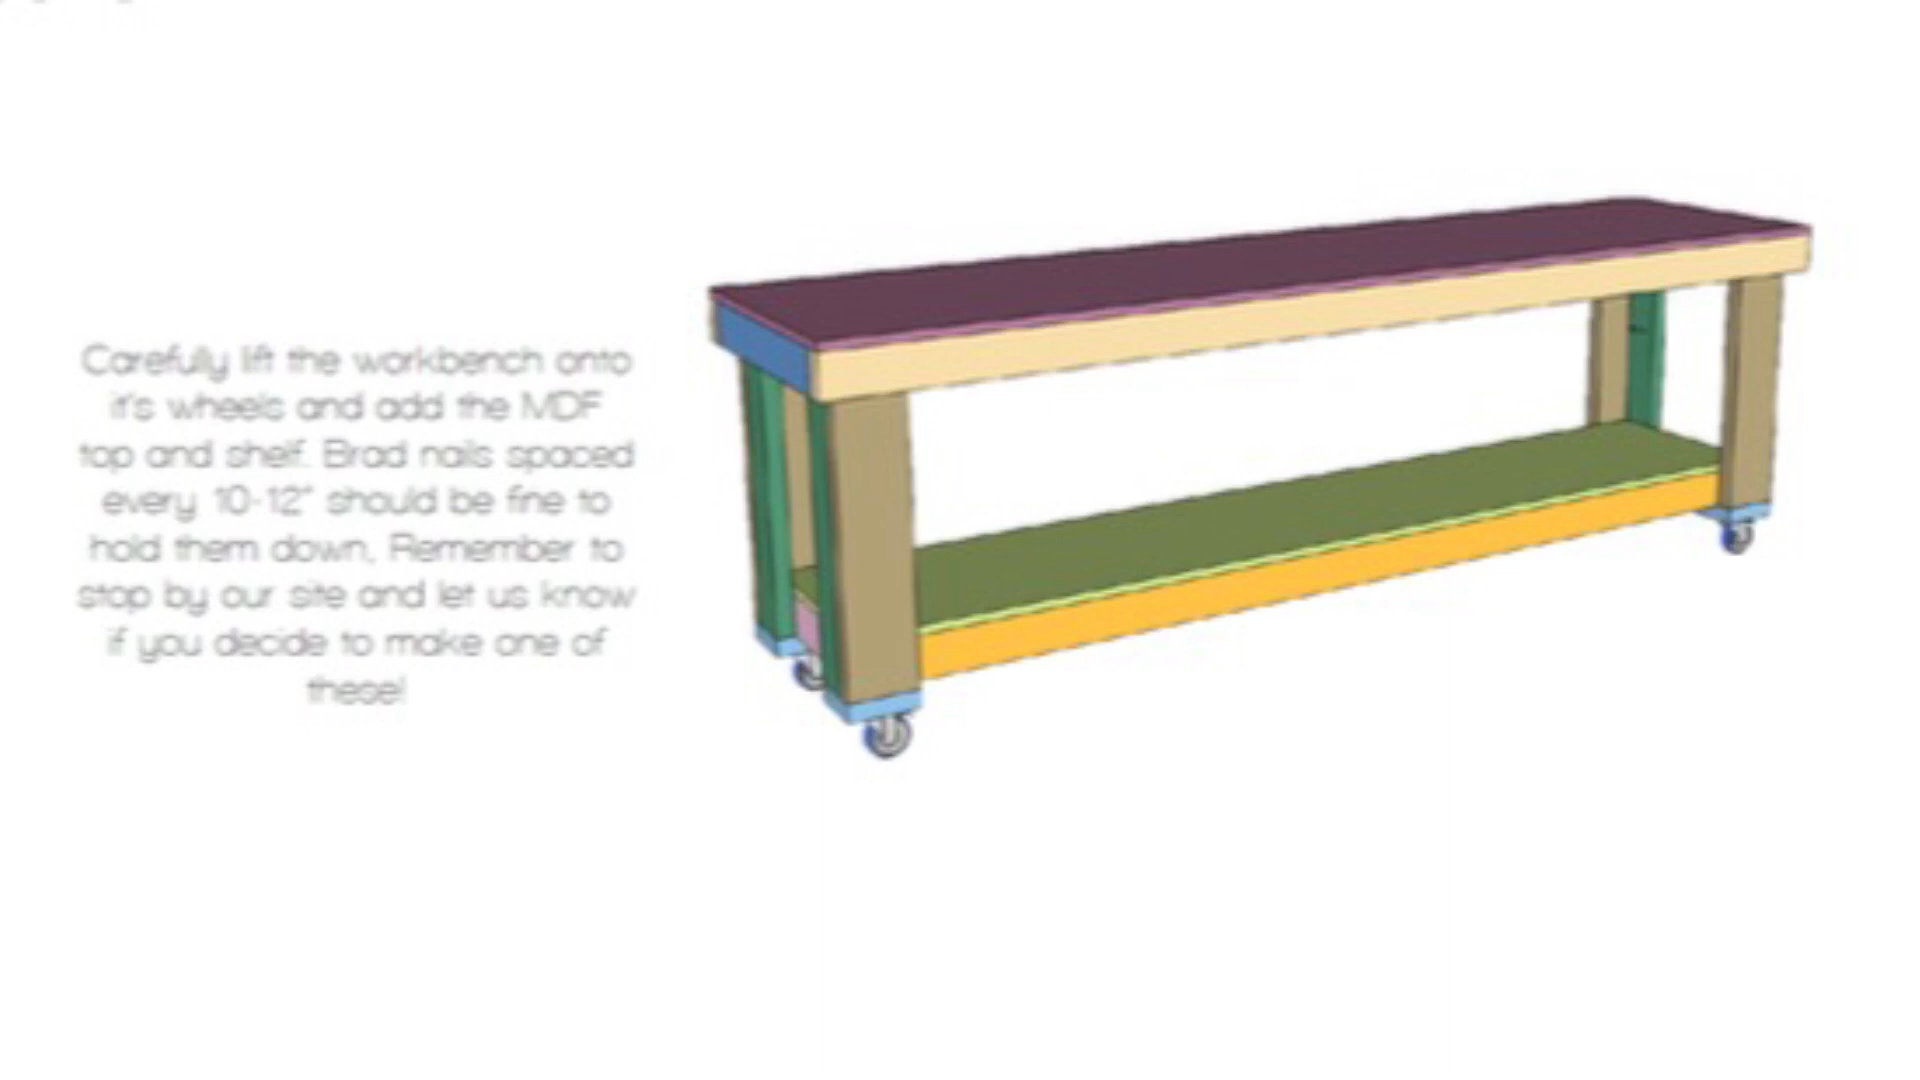 Carefully lift the workbench onto
it's wheels and add the MDF
top and shelf. Brad nails spaced
every 10-12" should be fine to
hold them down. Remember to
stop by our site and let us know
if you decide to make one of
these!